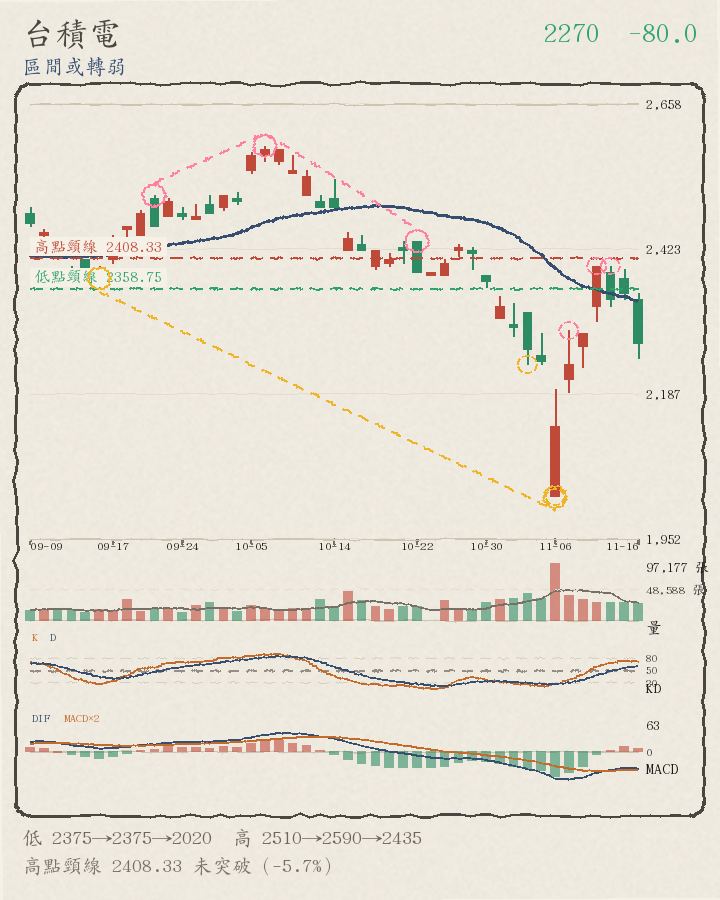 台積電
2270 -80.0
區間或轉弱
2,658
高點頸線 2408.33
2,423
低點頸線 2358.75
2,187
1,952
09-09 09-17 09-24 10-05 10-14 10-22 10-30 11-06 11-16
97,177 張
48,588 張
量
K D
80
50
20
KD
DIF MACD×2
63
0
MACD
低 2375→2375→2020 高 2510→2590→2435
高點頸線 2408.33 未突破 (-5.7%)